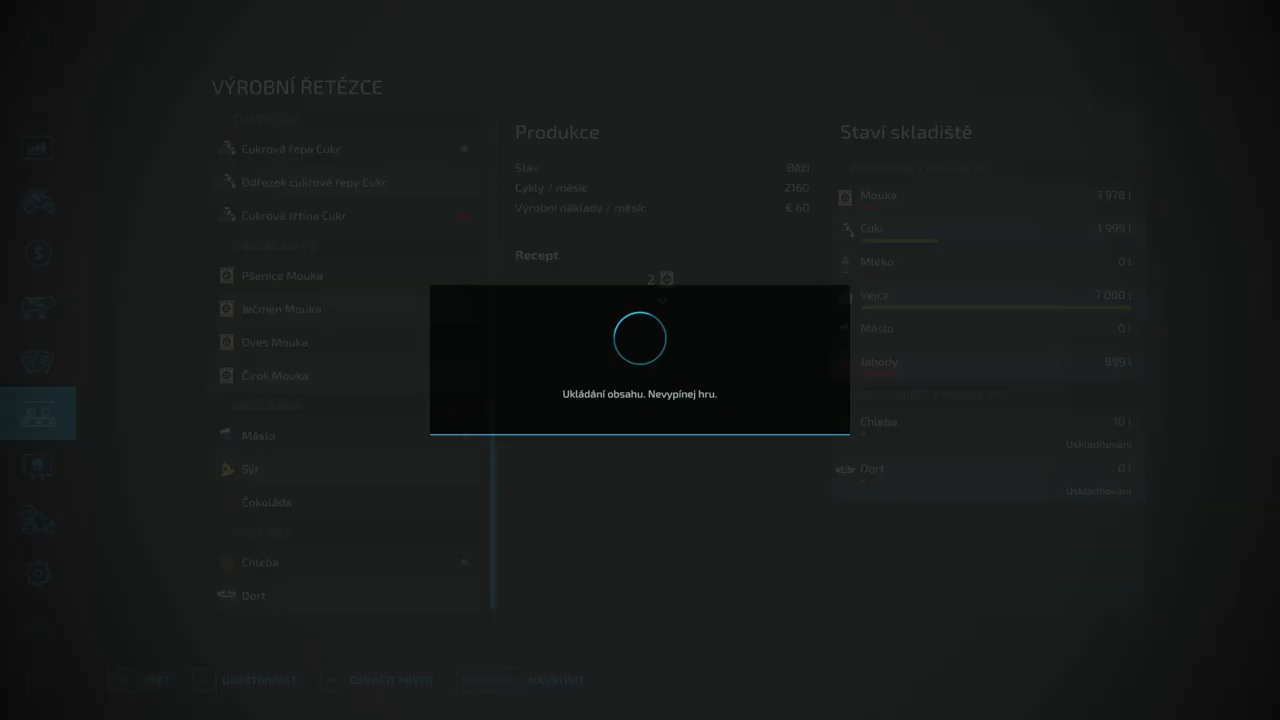 VÝROBNÍ ŘETĚZCE
Cukrová řepa Cukr
Odřezek cukrové řepy Cukr
Cukrová třtina Cukr
Pšenice Mouka
Ječmen Mouka
Oves Mouka
Čirok Mouka
Máslo
Sýr
Čokoláda
Chleba
Dort
Produkce
Stav Běží
Cykly / měsíc 2160
Výrobní náklady / měsíc € 60
Recept
2
Ukládání obsahu. Nevypínej hru.
Staví skladiště
Mouka 3 978 l
Cukr 1 999 l
Mléko 0 l
Vejce 7 000 l
Máslo 0 l
Jahody 999 l
Chleba 10 l
Uskladňování
Dort 0 l
Uskladňování
OZNAČIT
NAVŠTÍVIT